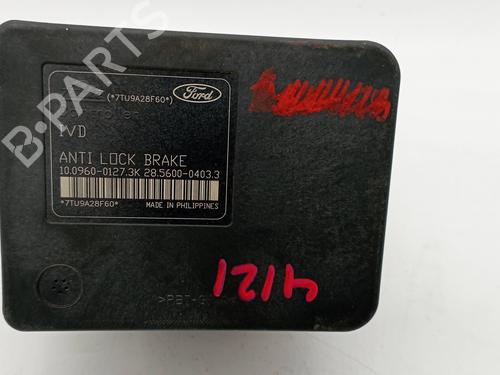 (*7TU9A28F60*)
Ford
IVD
ANTI LOCK BRAKE
10.0960-0127.3K 28.5600-0403.3
*7TU9A28F60* MADE IN PHILIPPINES
4121
B-PARTS